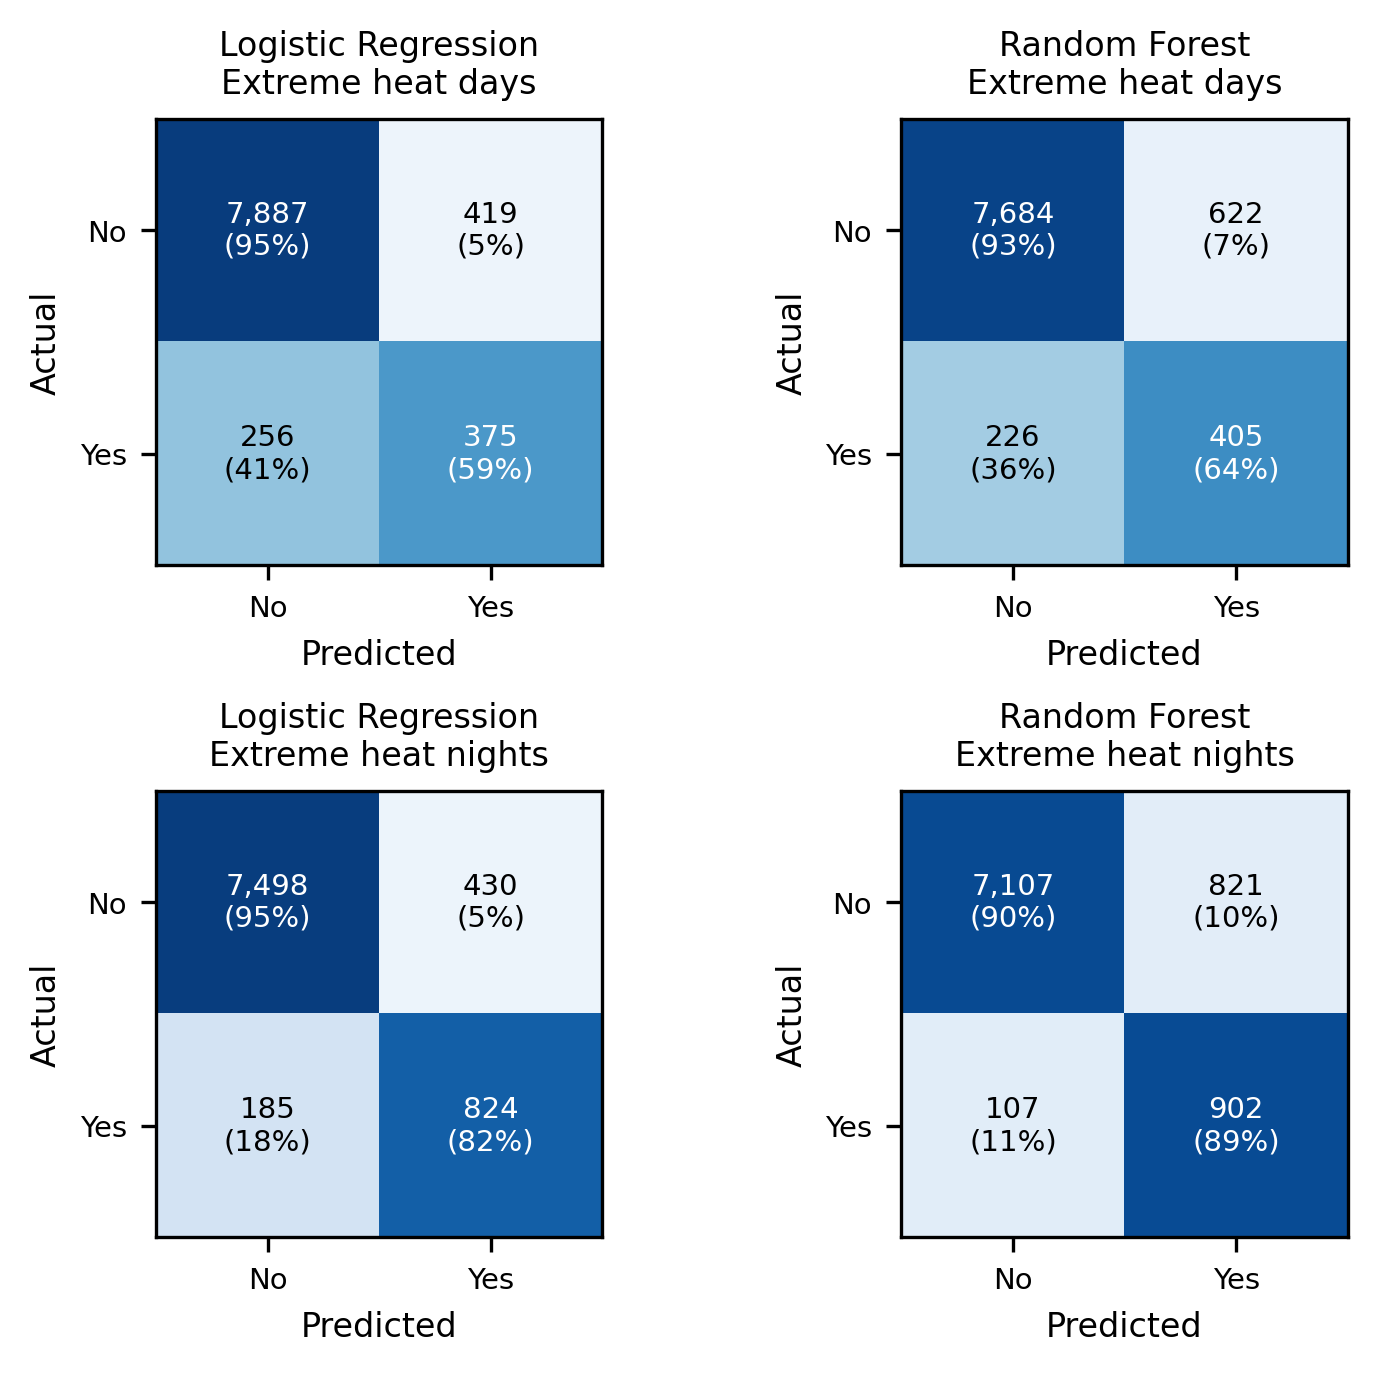 Logistic Regression
Extreme heat days
Actual
No
7,887
(95%)
419
(5%)
Yes
256
(41%)
375
(59%)
No
Yes
Predicted
Random Forest
Extreme heat days
Actual
No
7,684
(93%)
622
(7%)
Yes
226
(36%)
405
(64%)
No
Yes
Predicted
Logistic Regression
Extreme heat nights
Actual
No
7,498
(95%)
430
(5%)
Yes
185
(18%)
824
(82%)
No
Yes
Predicted
Random Forest
Extreme heat nights
Actual
No
7,107
(90%)
821
(10%)
Yes
107
(11%)
902
(89%)
No
Yes
Predicted